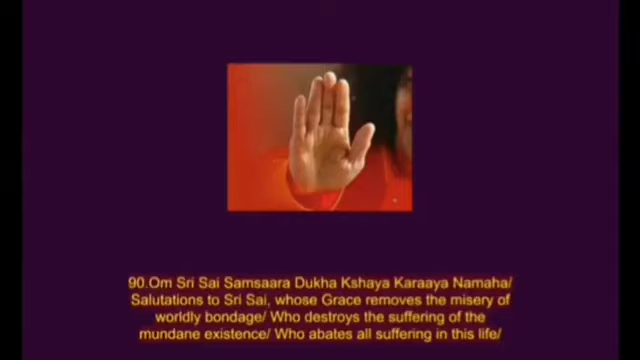 90.Om Sri Sai Samsaara Dukha Kshaya Karaaya Namaha/
Salutations to Sri Sai, whose Grace removes the misery of
worldly bondage/ Who destroys the suffering of the
mundane existence/ Who abates all suffering in this life/